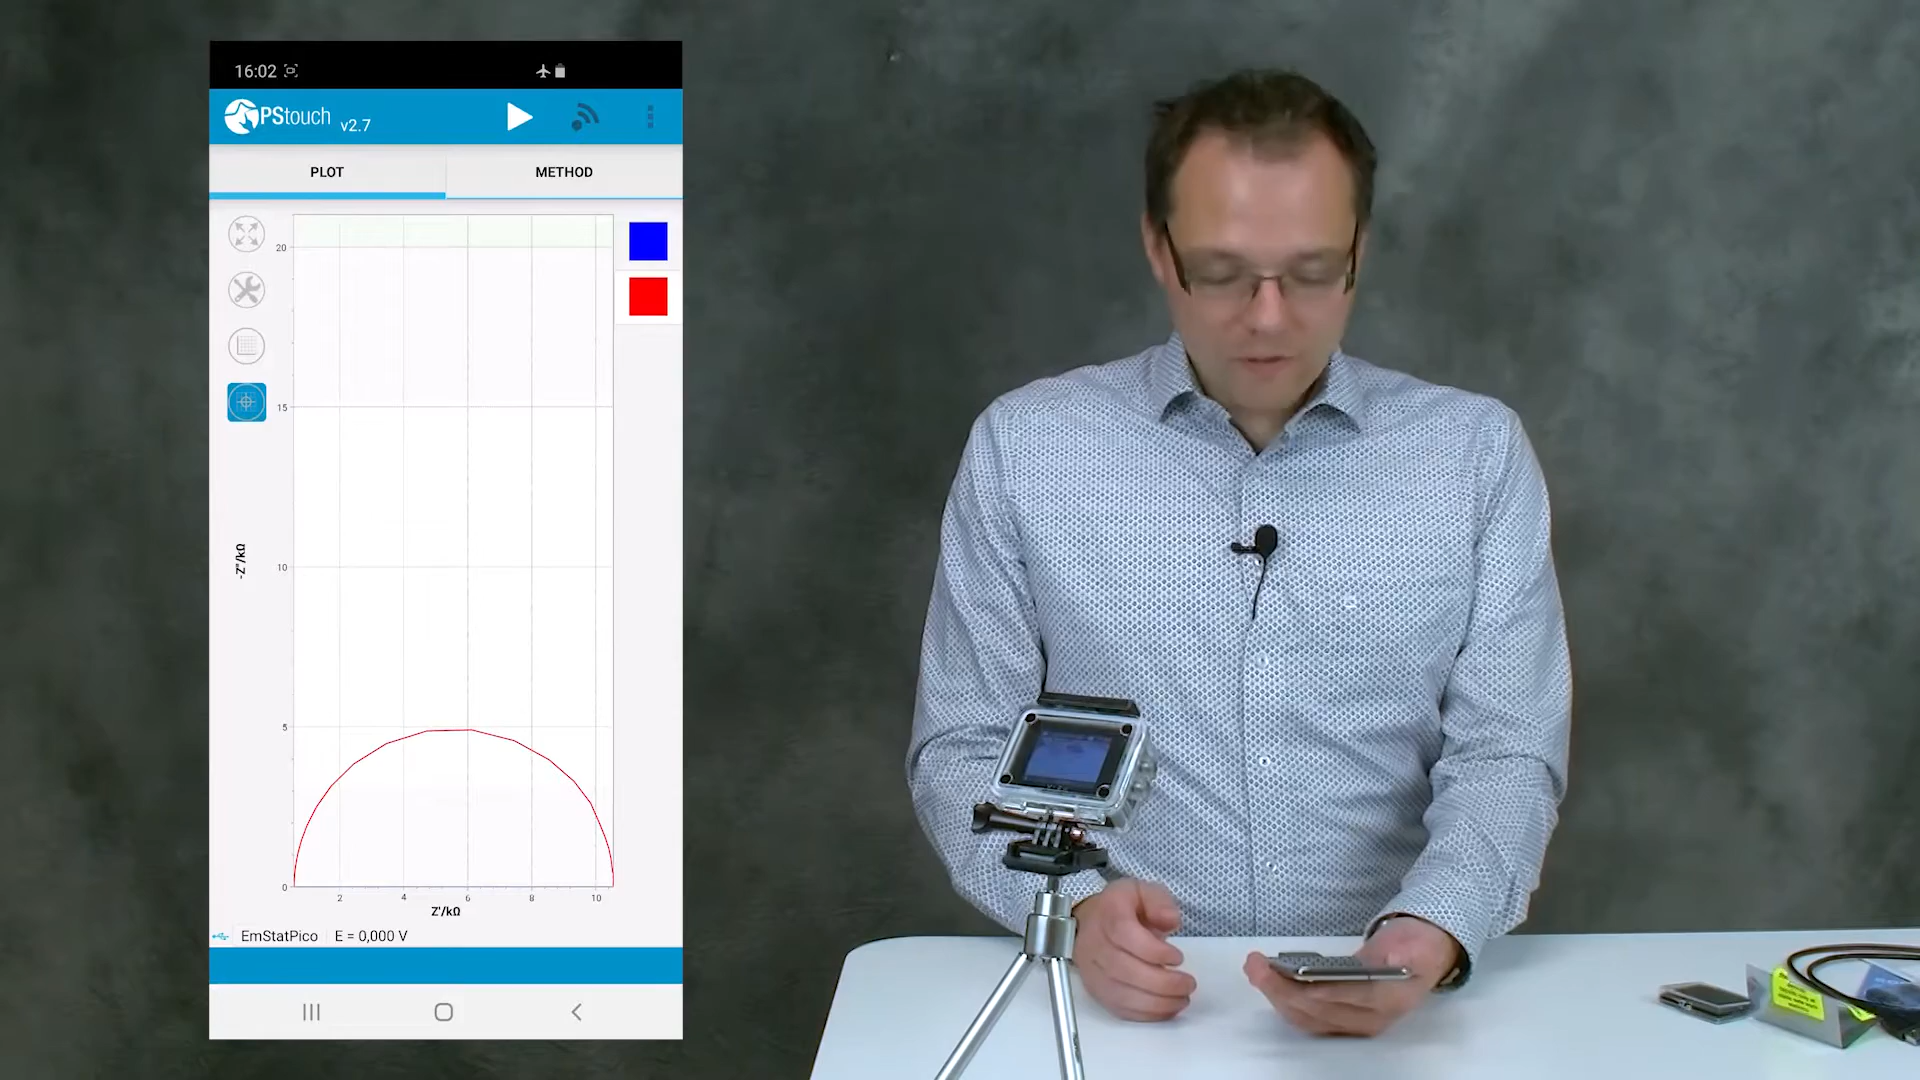 16:02
PStouch v2.7
PLOT
METHOD
20
15
10
5
0
-Z''/kΩ
2
4
6
8
10
Z'/kΩ
EmStatPico
E = 0,000 V